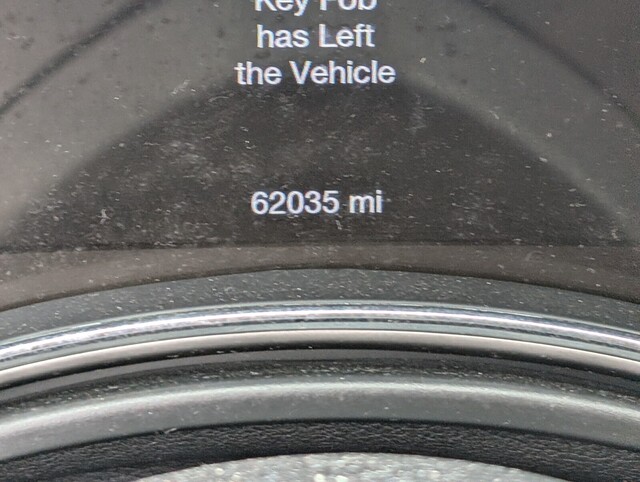 Key Fob
has Left
the Vehicle
62035 mi